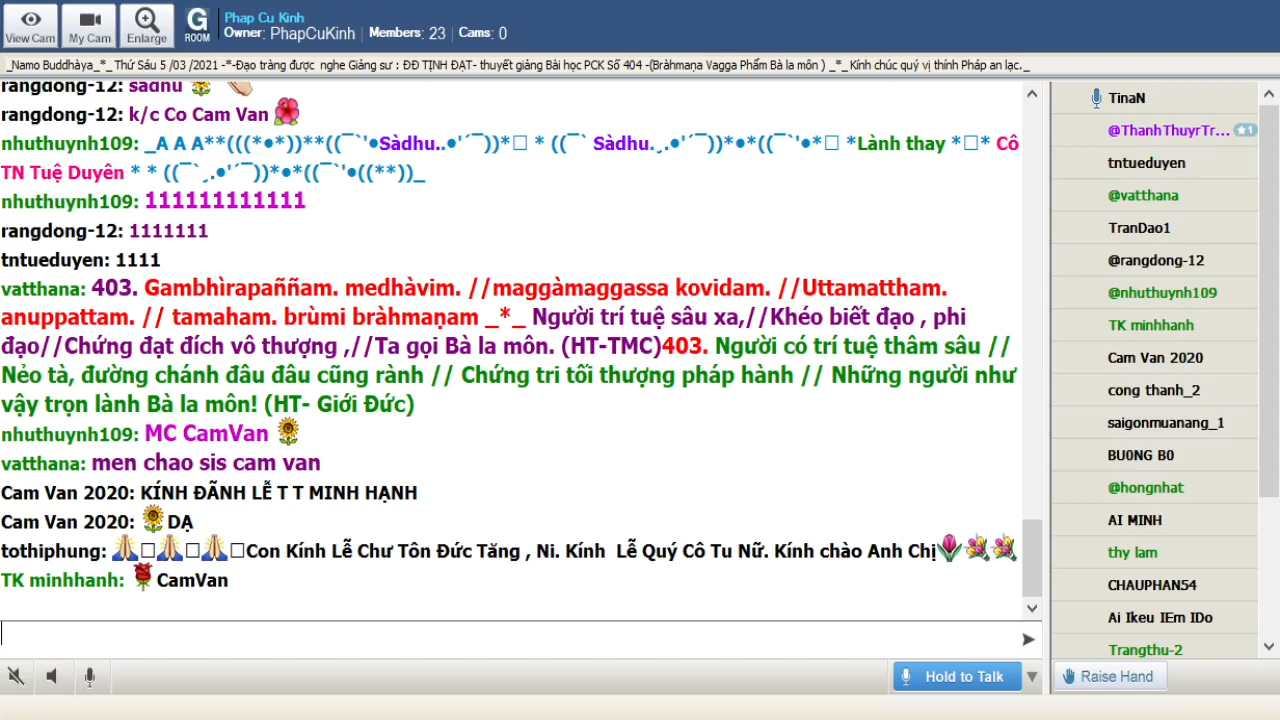 View Cam
My Cam
Enlarge
G
ROOM
Phap Cu Kinh
Owner: PhapCuKinh | Members: 23 | Cams: 0
_Namo Buddhàya_*_ Thứ Sáu 5 /03 /2021 -*-Đạo tràng được nghe Giảng sư : ĐĐ TỊNH ĐẠT- thuyết giảng Bài học PCK Số 404 -(Bràhmaṇa Vagga Phẩm Bà la môn ) _*_ Kính chúc quý vị thính Pháp an lạc._
rangdong-12: sadhu
rangdong-12: k/c Co Cam Van
nhuthuynh109: _A A A**(((*•*))**((¯`'•Sàdhu..•'´¯))*□ * ((¯` Sàdhu.¸.•'´¯))*•*((¯`'•*□ *Lành thay *□* Cô
TN Tuệ Duyên * * ((¯`¸.•'´¯))*•*((¯`'•((**))_
nhuthuynh109: 111111111111
rangdong-12: 1111111
tntueduyen: 1111
vatthana: 403. Gambhìrapaññam. medhàvim. //maggàmaggassa kovidam. //Uttamattham.
anuppattam. // tamaham. brùmi bràhmaṇam _*_ Người trí tuệ sâu xa,//Khéo biết đạo , phi
đạo//Chứng đạt đích vô thượng ,//Ta gọi Bà la môn. (HT-TMC)403. Người có trí tuệ thâm sâu //
Nẻo tà, đường chánh đâu đâu cũng rành // Chứng tri tối thượng pháp hành // Những người như
vậy trọn lành Bà la môn! (HT- Giới Đức)
nhuthuynh109: MC CamVan
vatthana: men chao sis cam van
Cam Van 2020: KÍNH ĐÃNH LỄ T T MINH HẠNH
Cam Van 2020: DẠ
tothiphung: □□□Con Kính Lễ Chư Tôn Đức Tăng , Ni. Kính Lễ Quý Cô Tu Nữ. Kính chào Anh Chị
TK minhhanh: CamVan
Hold to Talk
TinaN
@ThanhThuyrTr... ★1
tntueduyen
@vatthana
TranDao1
@rangdong-12
@nhuthuynh109
TK minhhanh
Cam Van 2020
cong thanh_2
saigonmuanang_1
BU0NG B0
@hongnhat
AI MINH
thy lam
CHAUPHAN54
Ai Ikeu IEm IDo
Trangthu-2
Raise Hand